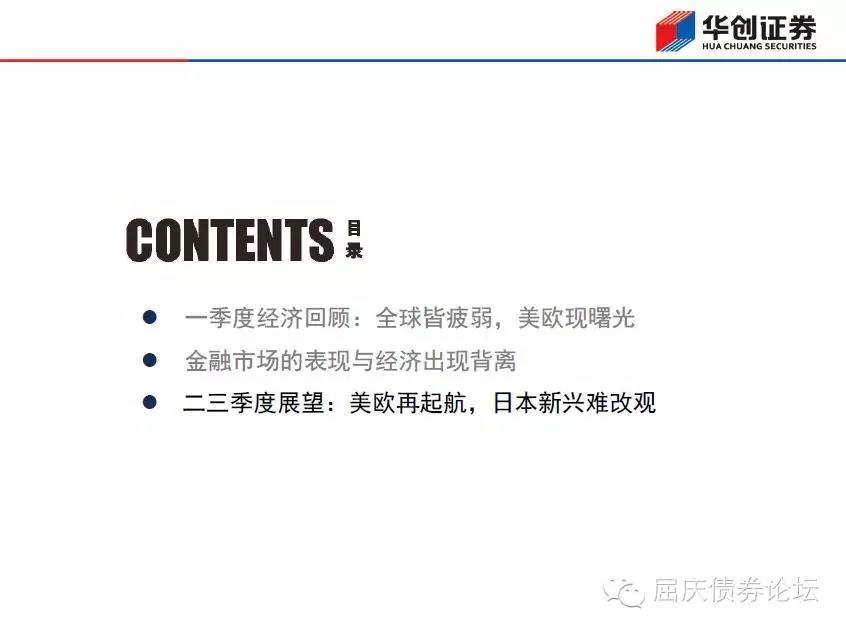 华创证券
HUA CHUANG SECURITIES
CONTENTS 目录
一季度经济回顾：全球皆疲弱，美欧现曙光
金融市场的表现与经济出现背离
二三季度展望：美欧再起航，日本新兴难改观
屈庆债券论坛